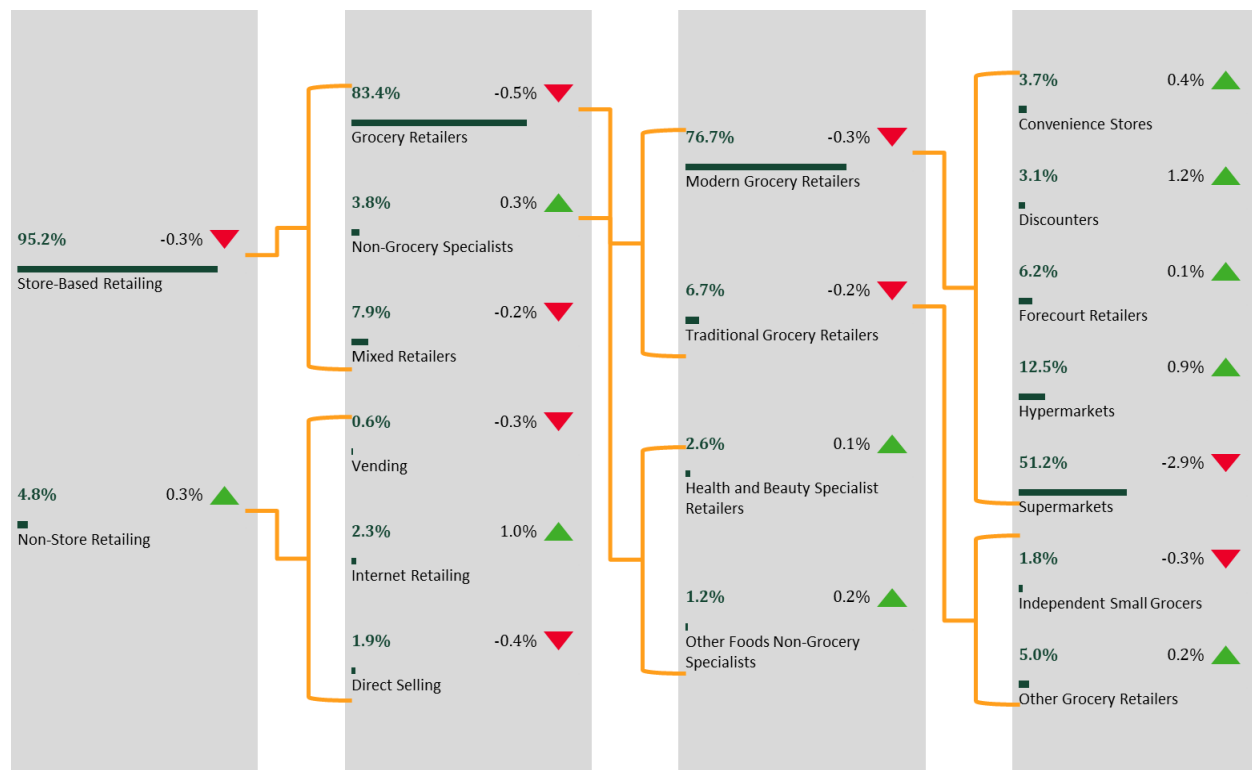 95.2% -0.3%
Store-Based Retailing
4.8% 0.3%
Non-Store Retailing
83.4% -0.5%
Grocery Retailers
3.8% 0.3%
Non-Grocery Specialists
7.9% -0.2%
Mixed Retailers
0.6% -0.3%
Vending
2.3% 1.0%
Internet Retailing
1.9% -0.4%
Direct Selling
76.7% -0.3%
Modern Grocery Retailers
6.7% -0.2%
Traditional Grocery Retailers
2.6% 0.1%
Health and Beauty Specialist
Retailers
1.2% 0.2%
Other Foods Non-Grocery
Specialists
3.7% 0.4%
Convenience Stores
3.1% 1.2%
Discounters
6.2% 0.1%
Forecourt Retailers
12.5% 0.9%
Hypermarkets
51.2% -2.9%
Supermarkets
1.8% -0.3%
Independent Small Grocers
5.0% 0.2%
Other Grocery Retailers